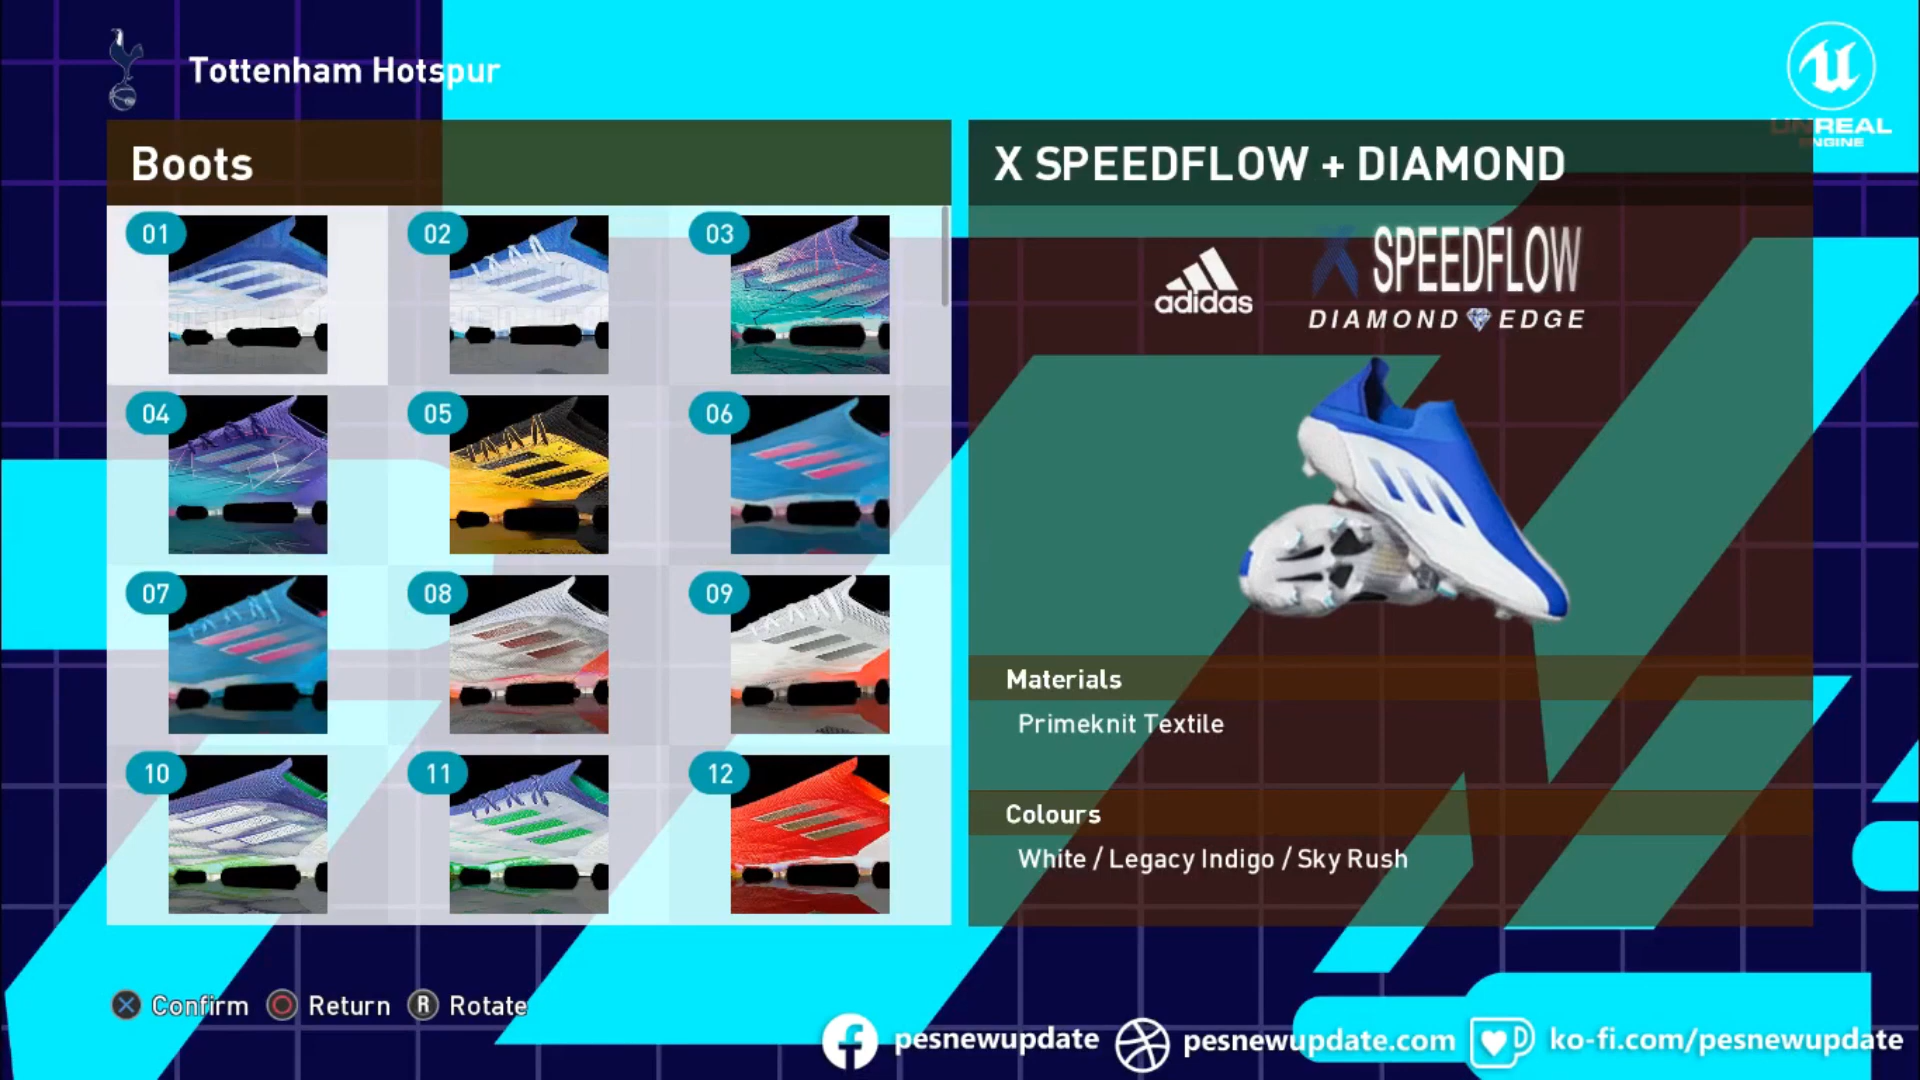 Tottenham Hotspur
UNREAL
ENGINE
Boots
01
02
03
04
05
06
07
08
09
10
11
12
X SPEEDFLOW + DIAMOND
adidas
X SPEEDFLOW
DIAMOND EDGE
Materials
Primeknit Textile
Colours
White / Legacy Indigo / Sky Rush
Confirm
Return
R Rotate
pesnewupdate
pesnewupdate.com
ko-fi.com/pesnewupdate